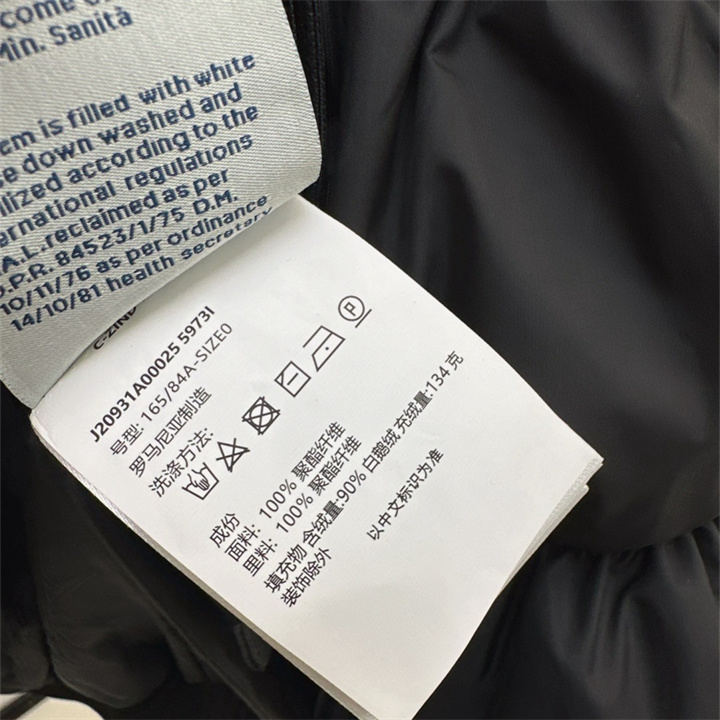 come
Min. Sanità
em is filled with white
se down washed and
ilized according to the
ernational regulations
A.L. reclaimed as per
D.P.R. 84523/1/75 D.M.
10/11/76 as per ordinance
14/10/81 health secretary
J20931A00025 5973I
号型: 165/84A-SIZE0
罗马尼亚制造
洗涤方法:
P
成份
面料: 100% 聚酯纤维
里料: 100% 聚酯纤维
填充物 含绒量:90% 白鹅绒 充绒量:134 克
装饰除外
以中文标识为准